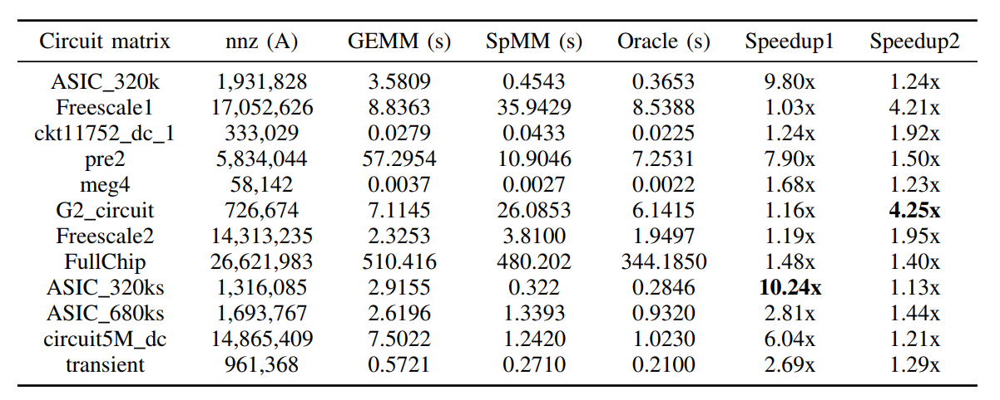 Circuit matrix nnz (A) GEMM (s) SpMM (s) Oracle (s) Speedup1 Speedup2
ASIC_320k 1,931,828 3.5809 0.4543 0.3653 9.80x 1.24x
Freescale1 17,052,626 8.8363 35.9429 8.5388 1.03x 4.21x
ckt11752_dc_1 333,029 0.0279 0.0433 0.0225 1.24x 1.92x
pre2 5,834,044 57.2954 10.9046 7.2531 7.90x 1.50x
meg4 58,142 0.0037 0.0027 0.0022 1.68x 1.23x
G2_circuit 726,674 7.1145 26.0853 6.1415 1.16x 4.25x
Freescale2 14,313,235 2.3253 3.8100 1.9497 1.19x 1.95x
FullChip 26,621,983 510.416 480.202 344.1850 1.48x 1.40x
ASIC_320ks 1,316,085 2.9155 0.322 0.2846 10.24x 1.13x
ASIC_680ks 1,693,767 2.6196 1.3393 0.9320 2.81x 1.44x
circuit5M_dc 14,865,409 7.5022 1.2420 1.0230 6.04x 1.21x
transient 961,368 0.5721 0.2710 0.2100 2.69x 1.29x